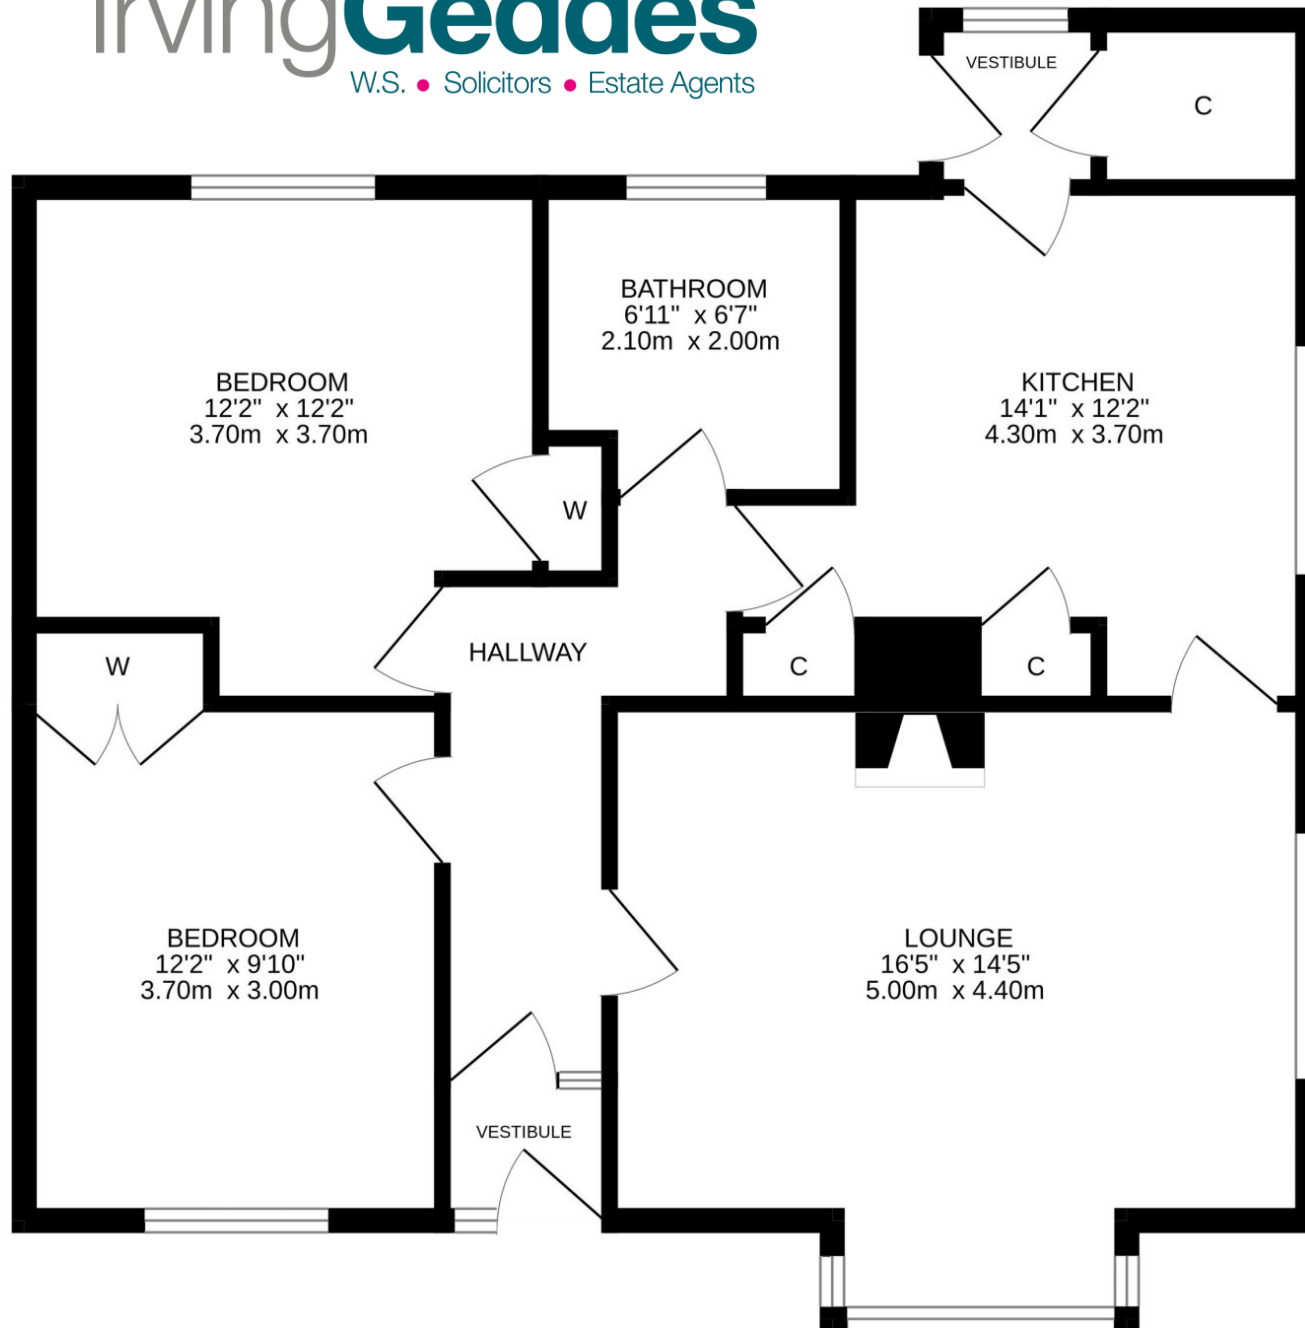 IrvingGeddes
W.S. • Solicitors • Estate Agents
VESTIBULE
C
BATHROOM
6'11" x 6'7"
2.10m x 2.00m
BEDROOM
12'2" x 12'2"
3.70m x 3.70m
KITCHEN
14'1" x 12'2"
4.30m x 3.70m
W
HALLWAY
W
C
C
BEDROOM
12'2" x 9'10"
3.70m x 3.00m
LOUNGE
16'5" x 14'5"
5.00m x 4.40m
VESTIBULE